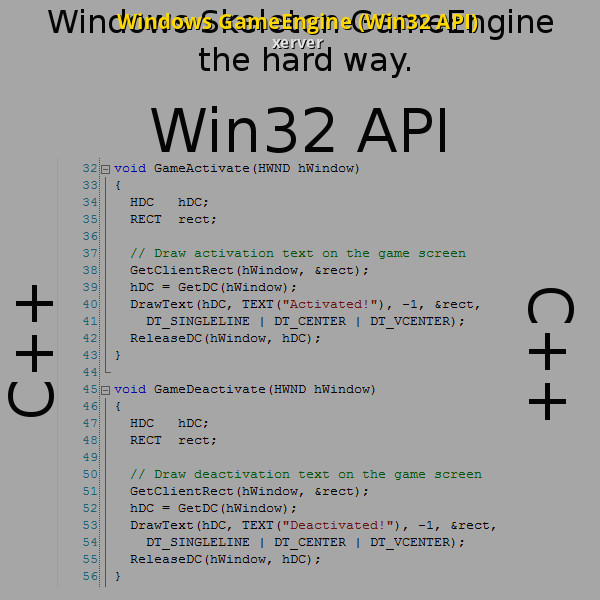 Windows Skeleton GameEngine
Windows GameEngine (Win32 API)
xerver
the hard way.
Win32 API
C++
C++
32 void GameActivate(HWND hWindow)
33 {
34 HDC hDC;
35 RECT rect;
36
37 // Draw activation text on the game screen
38 GetClientRect(hWindow, &rect);
39 hDC = GetDC(hWindow);
40 DrawText(hDC, TEXT("Activated!"), -1, &rect,
41 DT_SINGLELINE | DT_CENTER | DT_VCENTER);
42 ReleaseDC(hWindow, hDC);
43 }
44
45 void GameDeactivate(HWND hWindow)
46 {
47 HDC hDC;
48 RECT rect;
49
50 // Draw deactivation text on the game screen
51 GetClientRect(hWindow, &rect);
52 hDC = GetDC(hWindow);
53 DrawText(hDC, TEXT("Deactivated!"), -1, &rect,
54 DT_SINGLELINE | DT_CENTER | DT_VCENTER);
55 ReleaseDC(hWindow, hDC);
56 }